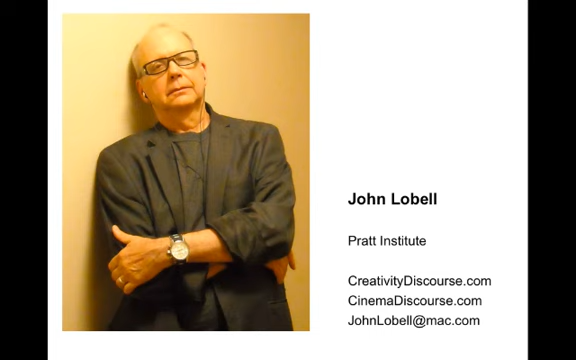 John Lobell
Pratt Institute
CreativityDiscourse.com
CinemaDiscourse.com
JohnLobell@mac.com